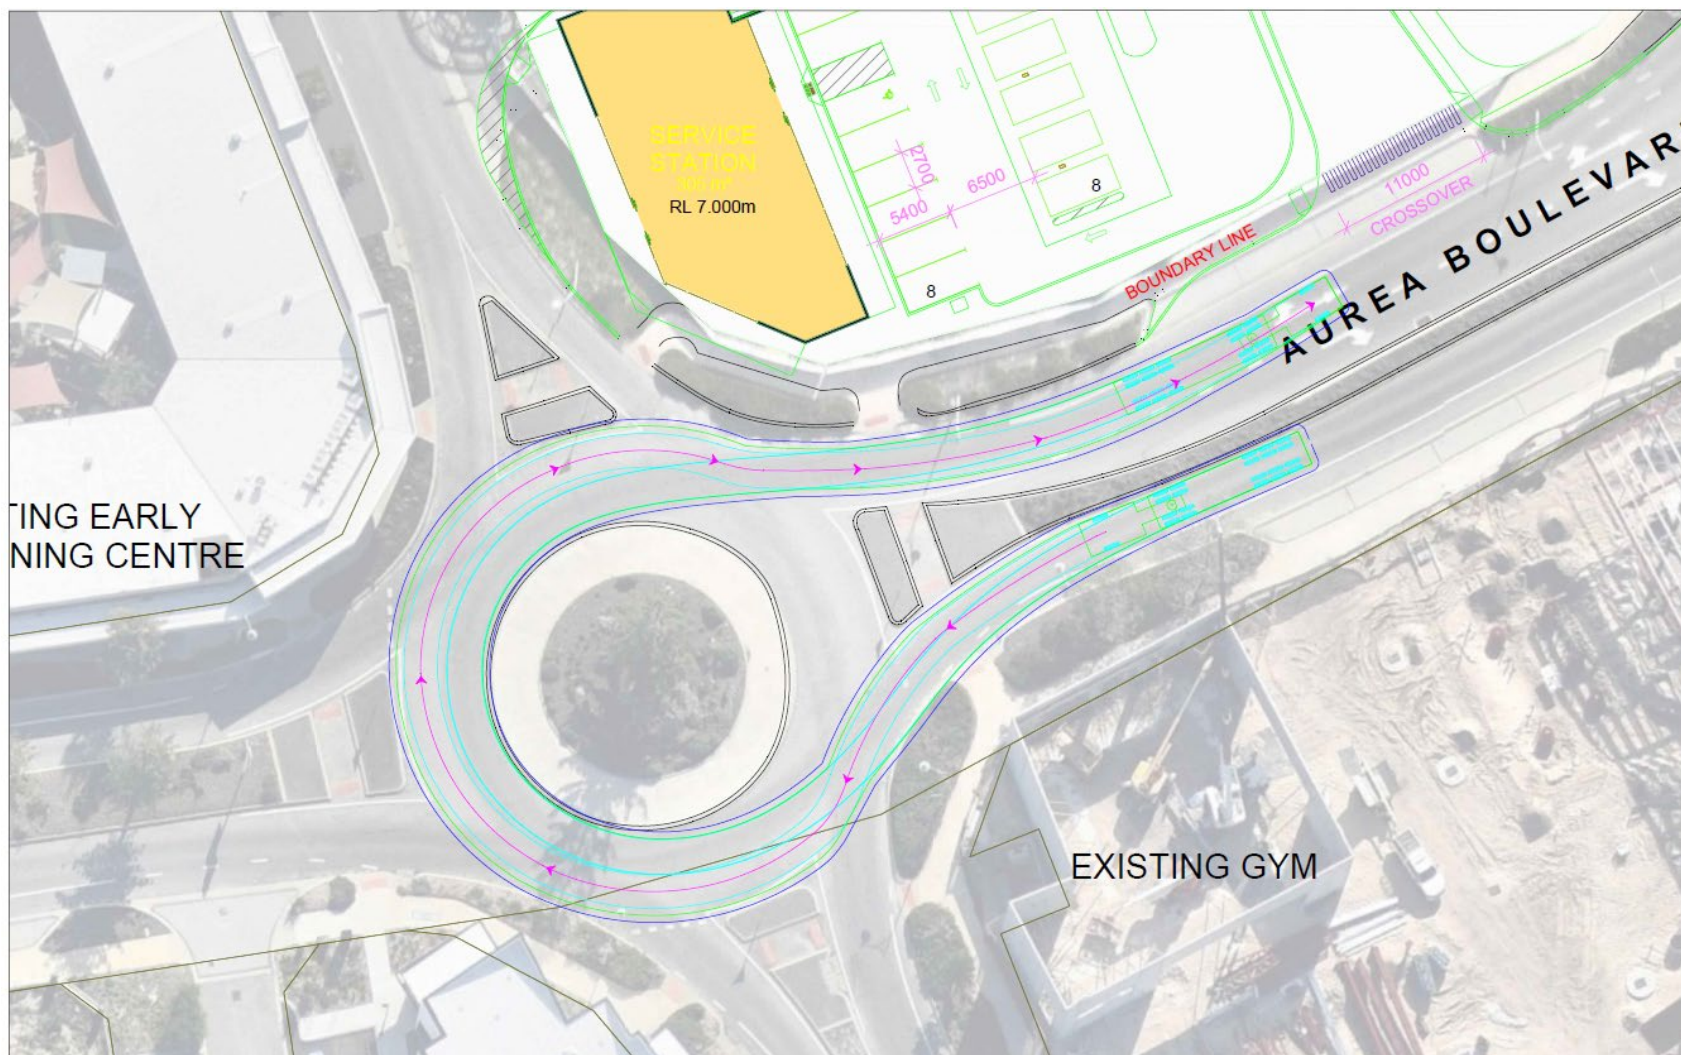 SERVICE
STATION
300 m²
RL 7.000m
2700
6500
5400
8
8
11000
CROSSOVER
BOUNDARY LINE
AUREA BOULEVAR
TING EARLY
NING CENTRE
EXISTING GYM